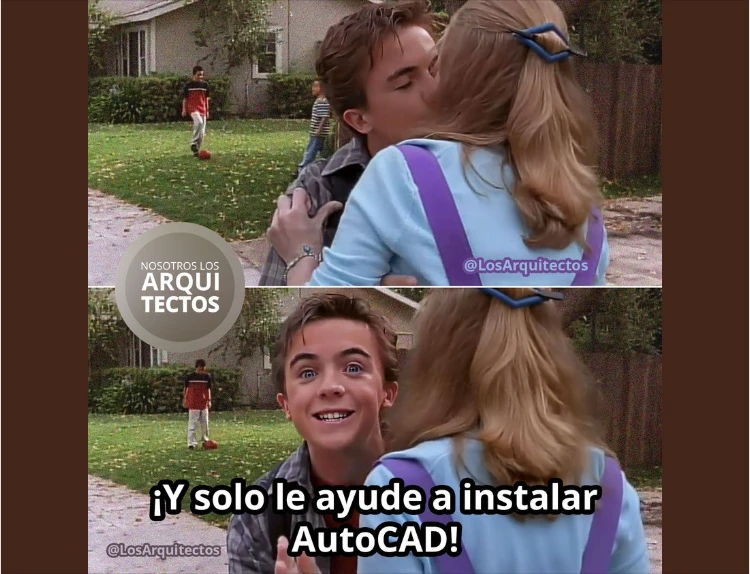 @LosArquitectos
NOSOTROS LOS
ARQUI
TECTOS
¡Y solo le ayude a instalar
AutoCAD!
@LosArquitectos